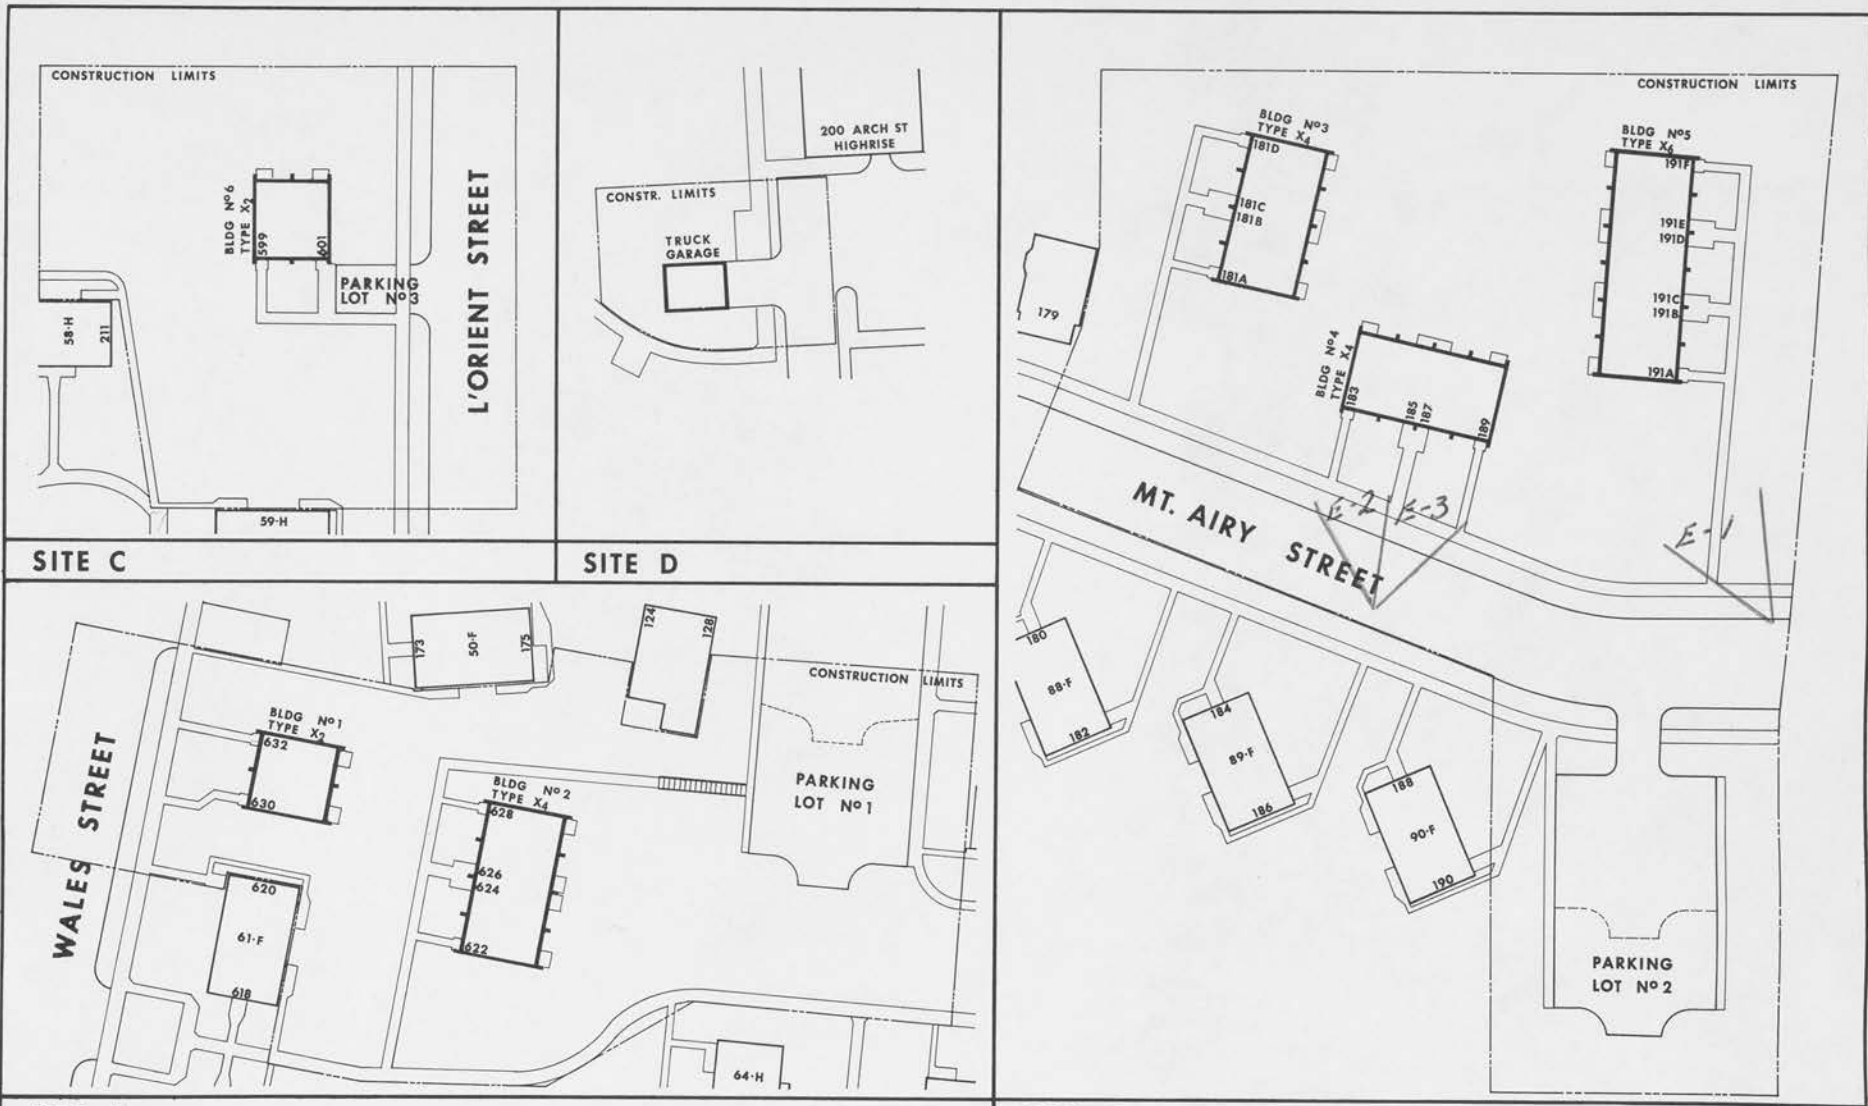 CONSTRUCTION LIMITS
BLDG Nº6
TYPE X2
599
601
PARKING
LOT Nº3
L'ORIENT STREET
58-H
211
59-H
SITE C
200 ARCH ST
HIGHRISE
CONSTR. LIMITS
TRUCK
GARAGE
SITE D
CONSTRUCTION LIMITS
BLDG Nº3
TYPE X4
181D
181C
181B
181A
BLDG Nº5
TYPE X6
191F
191E
191D
191C
191B
191A
179
BLDG Nº4
TYPE X4
183
185
187
189
MT. AIRY STREET
E-2
E-3
E-1
180
88-F
182
184
89-F
186
188
90-F
190
PARKING
LOT Nº2
WALES STREET
173
50-F
175
124
128
CONSTRUCTION LIMITS
BLDG Nº1
TYPE X2
632
630
BLDG Nº2
TYPE X4
628
626
624
622
PARKING
LOT Nº1
620
61-F
618
64-H